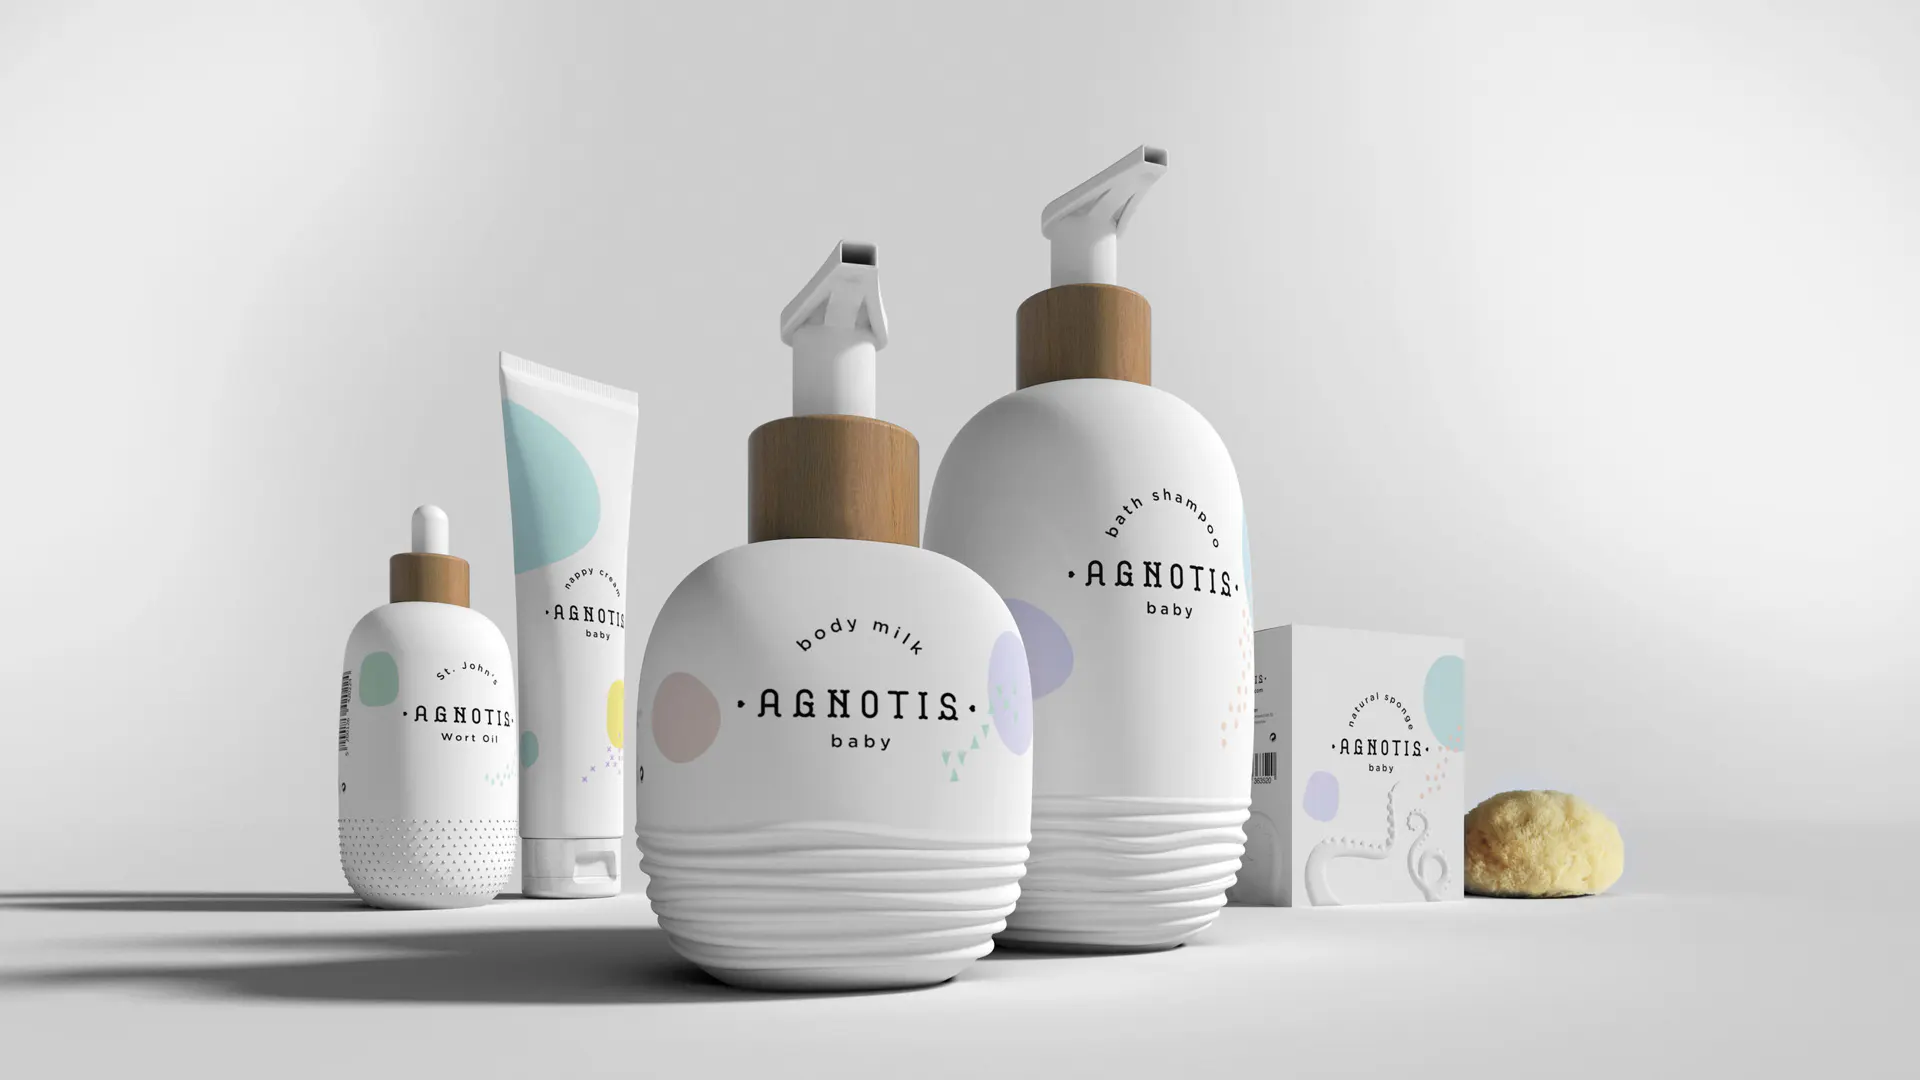 St. John's
AGNOTIS
Wort Oil
nappy cream
AGNOTIS
baby
body milk
AGNOTIS
baby
bath shampoo
AGNOTIS
baby
natural sponge
AGNOTIS
baby
363520